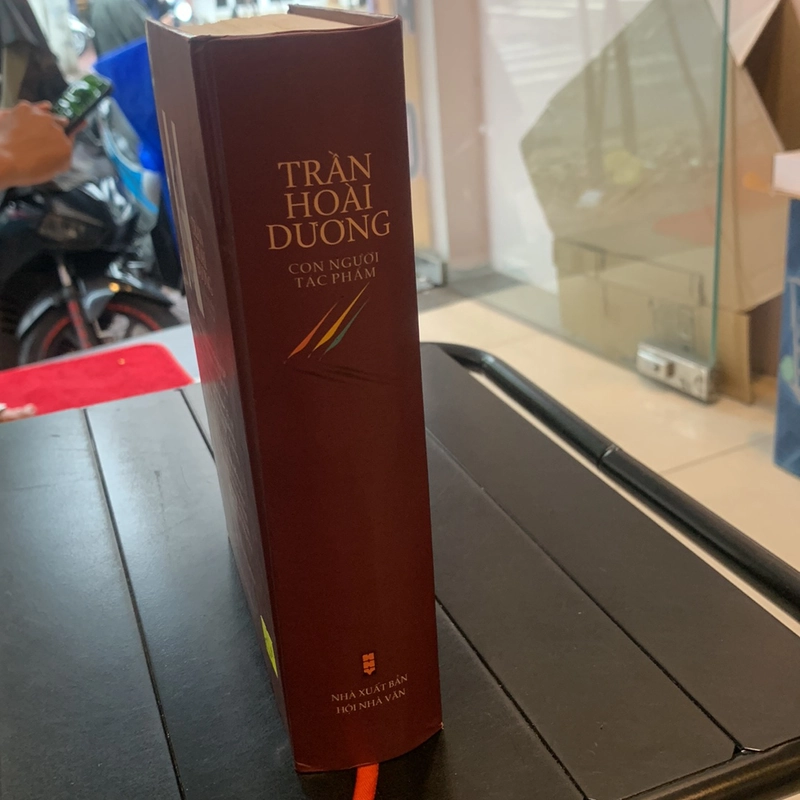 TRẦN
HOÀI
DƯƠNG
CON NGƯỜI
TÁC PHẨM
NHÀ XUẤT BẢN
HỘI NHÀ VĂN